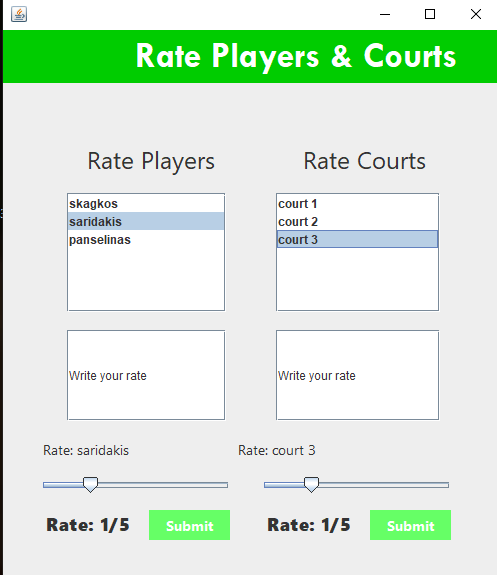 Rate Players & Courts
Rate Players
Rate Courts
skagkos
saridakis
panselinas
court 1
court 2
court 3
Write your rate
Write your rate
Rate: saridakis
Rate: court 3
Rate: 1/5
Submit
Rate: 1/5
Submit